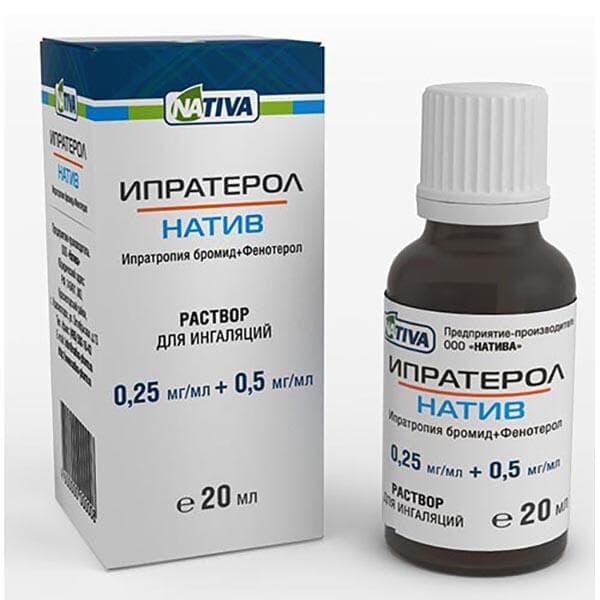 NATIVA
ИПРАТЕРОЛ
НАТИВ
Ипратропия бромид+Фенотерол
РАСТВОР
ДЛЯ ИНГАЛЯЦИЙ
0,25 мг/мл + 0,5 мг/мл
e 20 мл
ИПРАТЕРОЛ
НАТИВ
NATIVA
Предприятие-производитель
ООО «НАТИВА»
ИПРАТЕРОЛ
НАТИВ
Ипратропия бромид+Фенотерол
0,25 мг/мл + 0,5 мг/мл
РАСТВОР
ДЛЯ ИНГАЛЯЦИЙ
e 20 мл